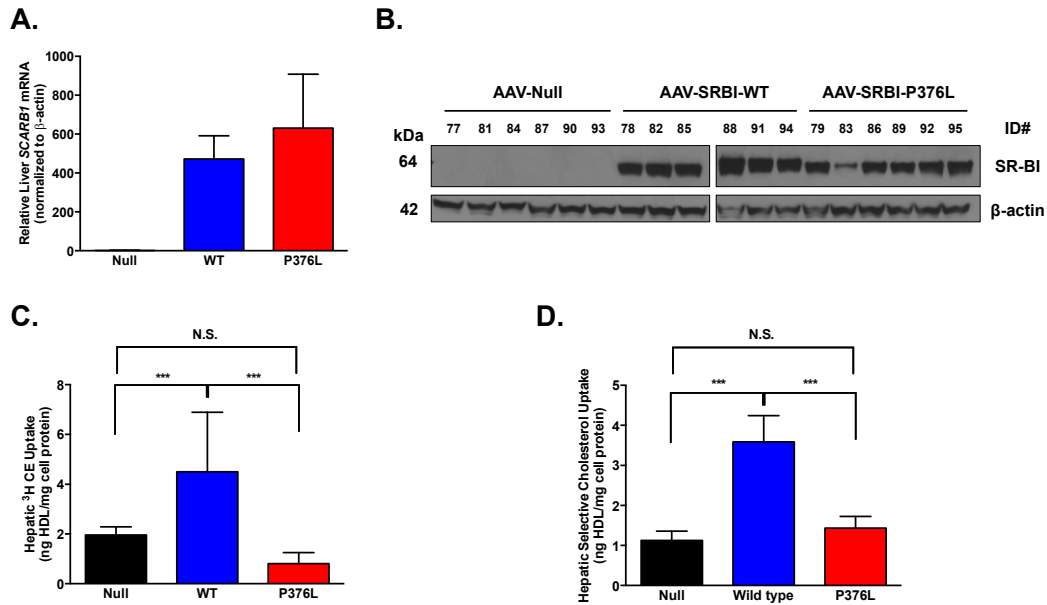 A.
Relative Liver SCARB1 mRNA
(normalized to β-actin)
1000
800
600
400
200
0
Null WT P376L
B.
AAV-Null AAV-SRBI-WT AAV-SRBI-P376L
kDa 77 81 84 87 90 93 78 82 85 88 91 94 79 83 86 89 92 95 ID#
64 SR-BI
42 β-actin
C.
N.S.
*** ***
Hepatic ³H CE Uptake
(ng HDL/mg cell protein)
8
6
4
2
0
Null WT P376L
D.
N.S.
*** ***
Hepatic Selective Cholesterol Uptake
(ng HDL/mg cell protein)
5
4
3
2
1
0
Null Wild type P376L